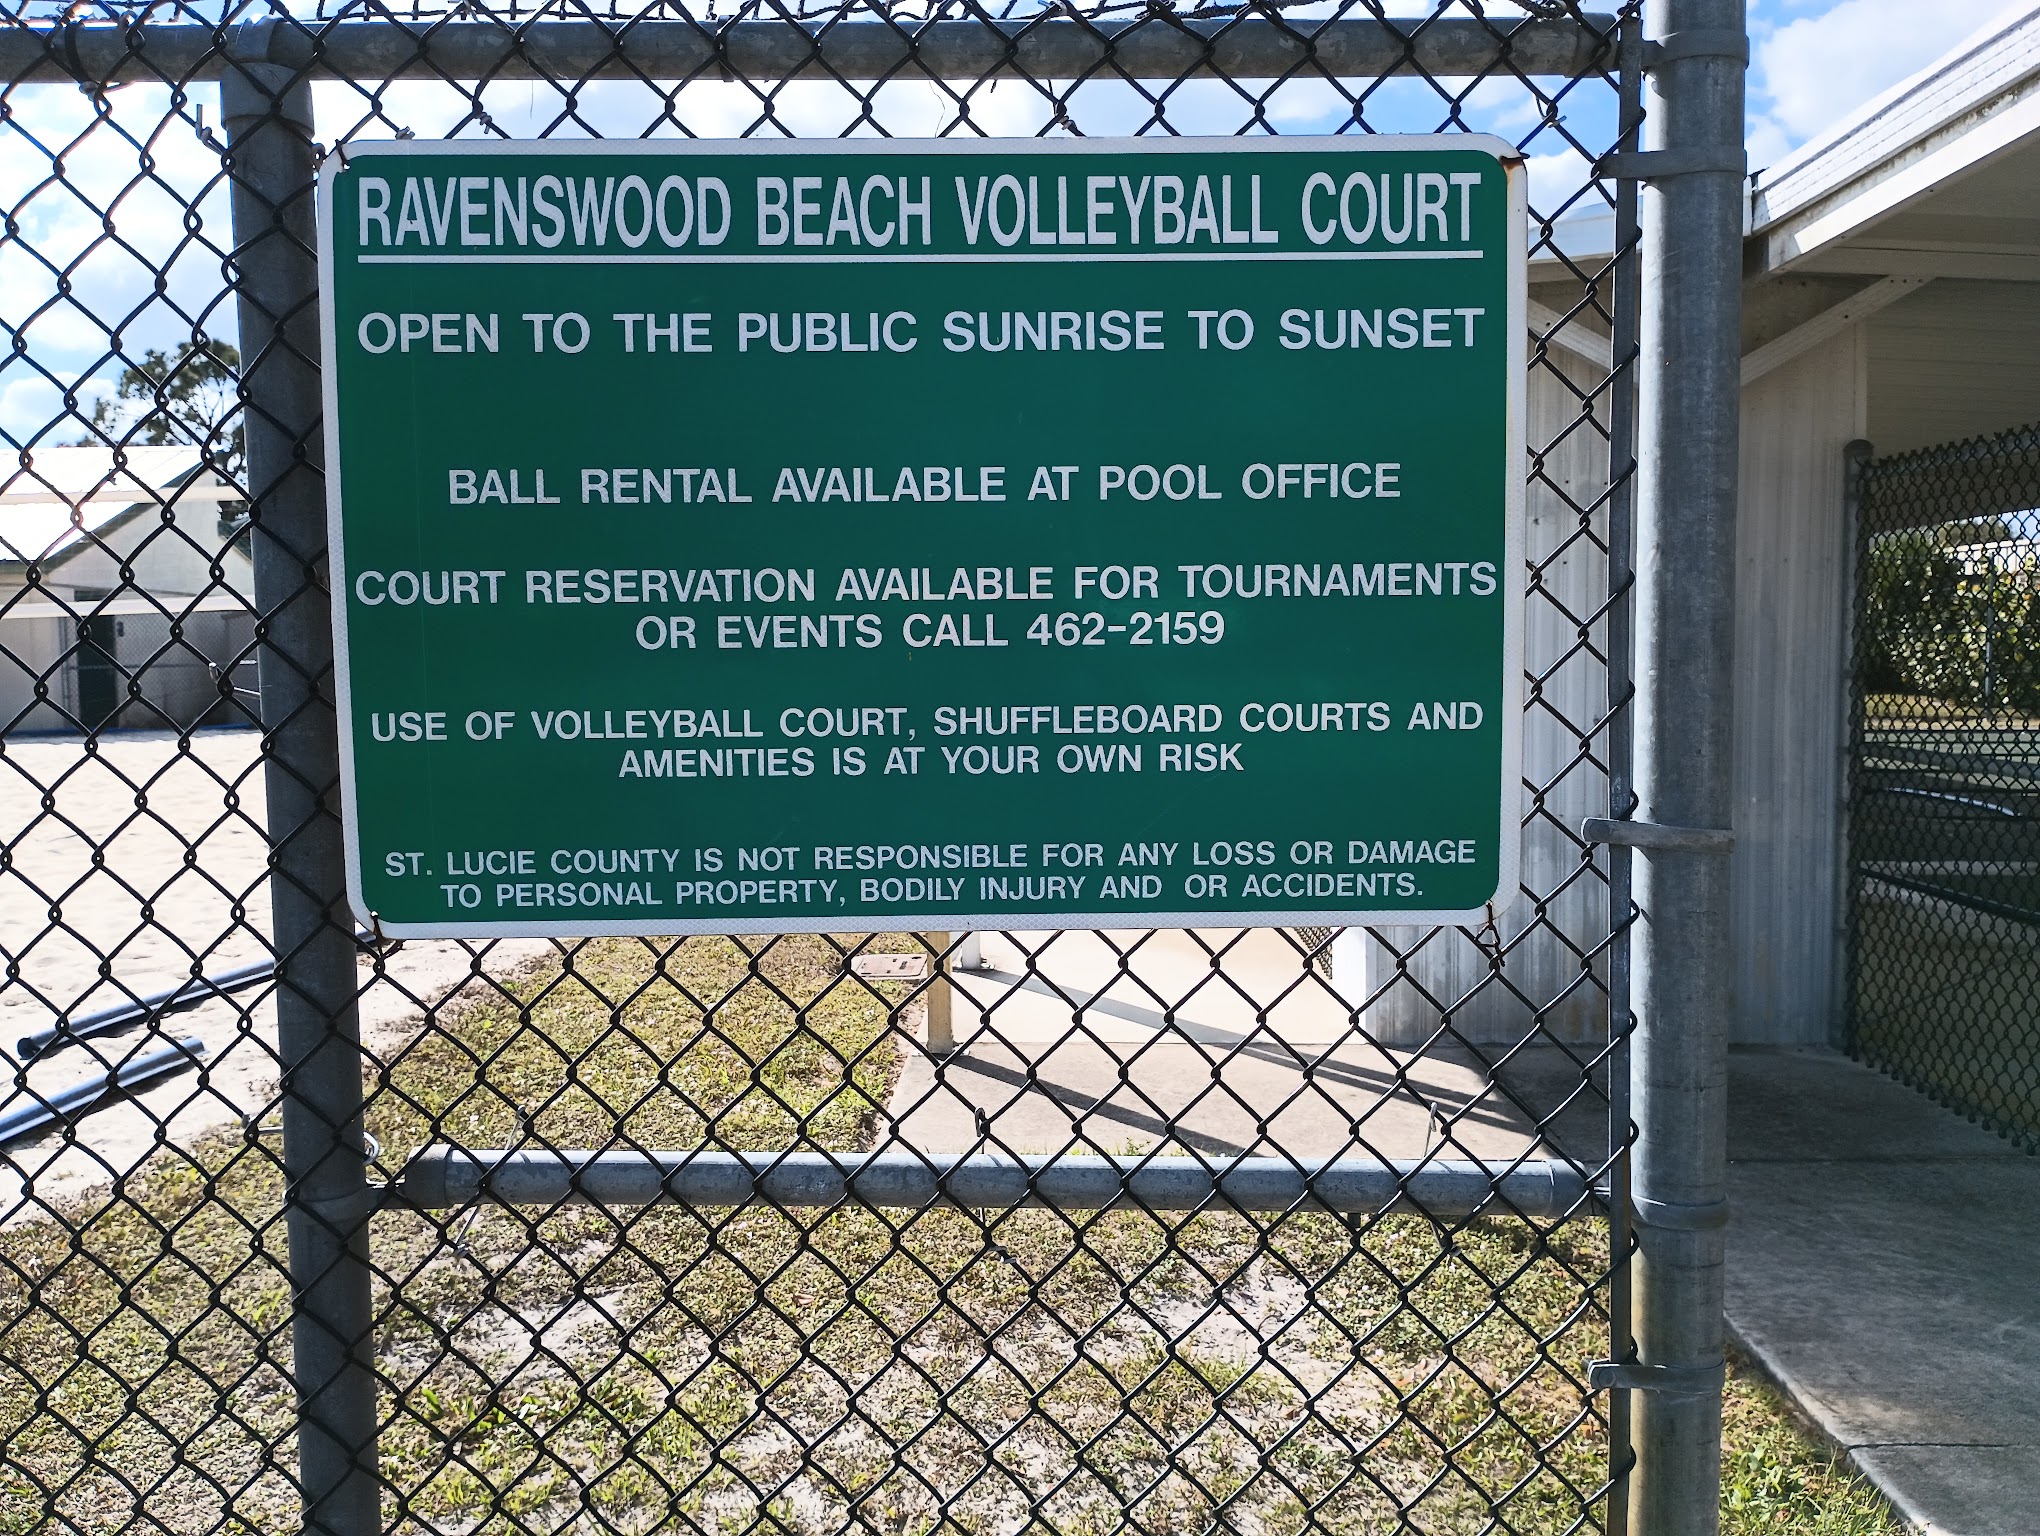 RAVENSWOOD BEACH VOLLEYBALL COURT
OPEN TO THE PUBLIC SUNRISE TO SUNSET
BALL RENTAL AVAILABLE AT POOL OFFICE
COURT RESERVATION AVAILABLE FOR TOURNAMENTS
OR EVENTS CALL 462-2159
USE OF VOLLEYBALL COURT, SHUFFLEBOARD COURTS AND
AMENITIES IS AT YOUR OWN RISK
ST. LUCIE COUNTY IS NOT RESPONSIBLE FOR ANY LOSS OR DAMAGE
TO PERSONAL PROPERTY, BODILY INJURY AND OR ACCIDENTS.